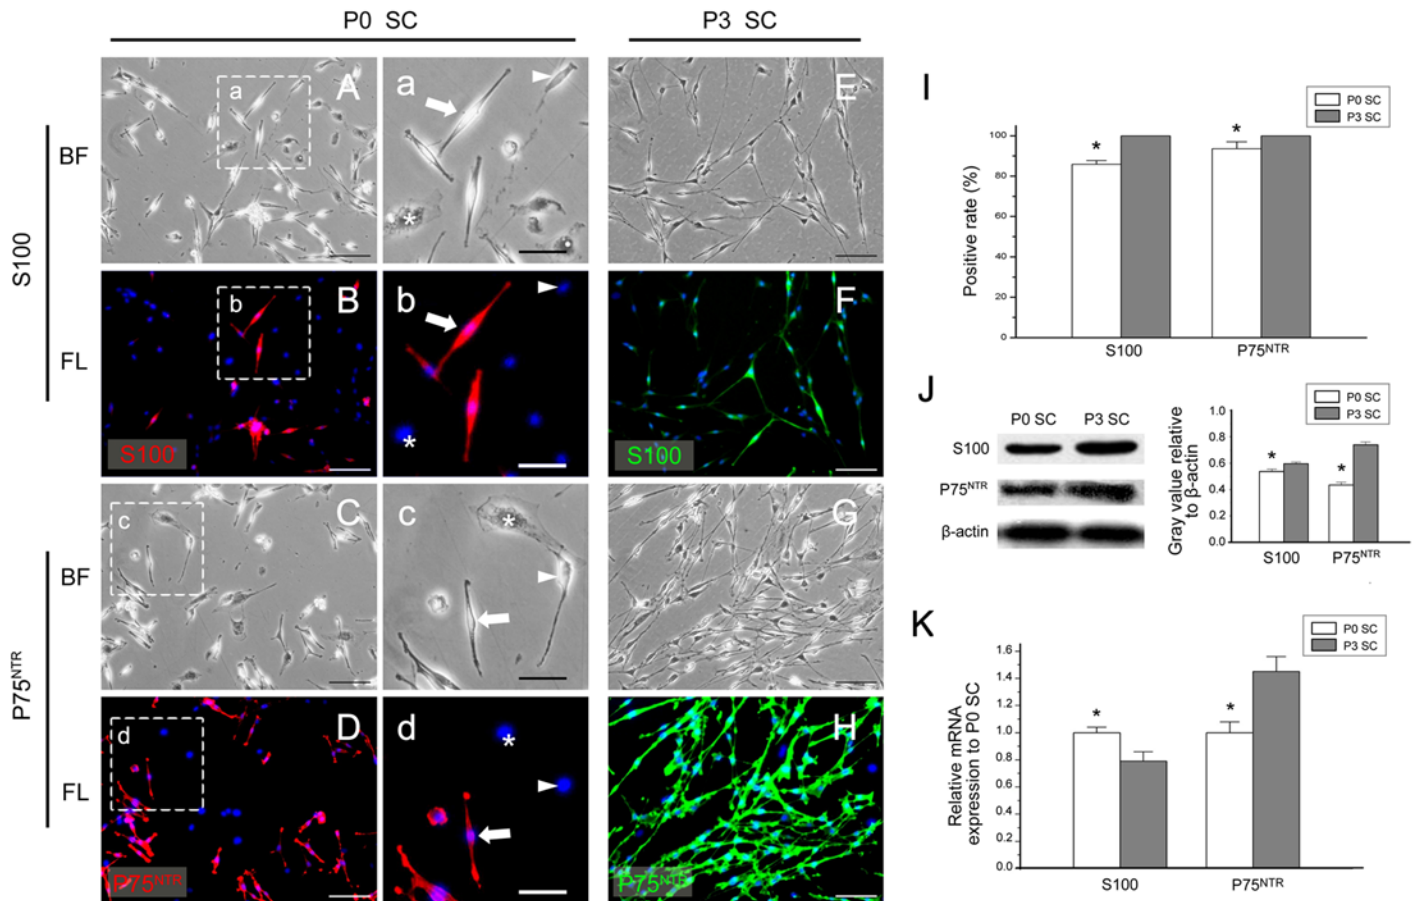 P0 SC
P3 SC
S100
BF
A
a
a
E
FL
B
b
b
F
S100
S100
P75NTR
BF
C
c
c
G
FL
D
d
d
H
P75NTR
P75NTR
*
*
*
*
I
P0 SC
P3 SC
Positive rate (%)
100
80
60
40
20
0
*
*
S100
P75NTR
J
P0 SC
P3 SC
S100
P75NTR
β-actin
P0 SC
P3 SC
Gray value relative
to β-actin
1.0
0.8
0.6
0.4
0.2
0.0
*
*
S100
P75NTR
K
P0 SC
P3 SC
Relative mRNA
expression to P0 SC
1.6
1.4
1.2
1.0
0.8
0.6
0.4
0.2
0.0
*
*
S100
P75NTR